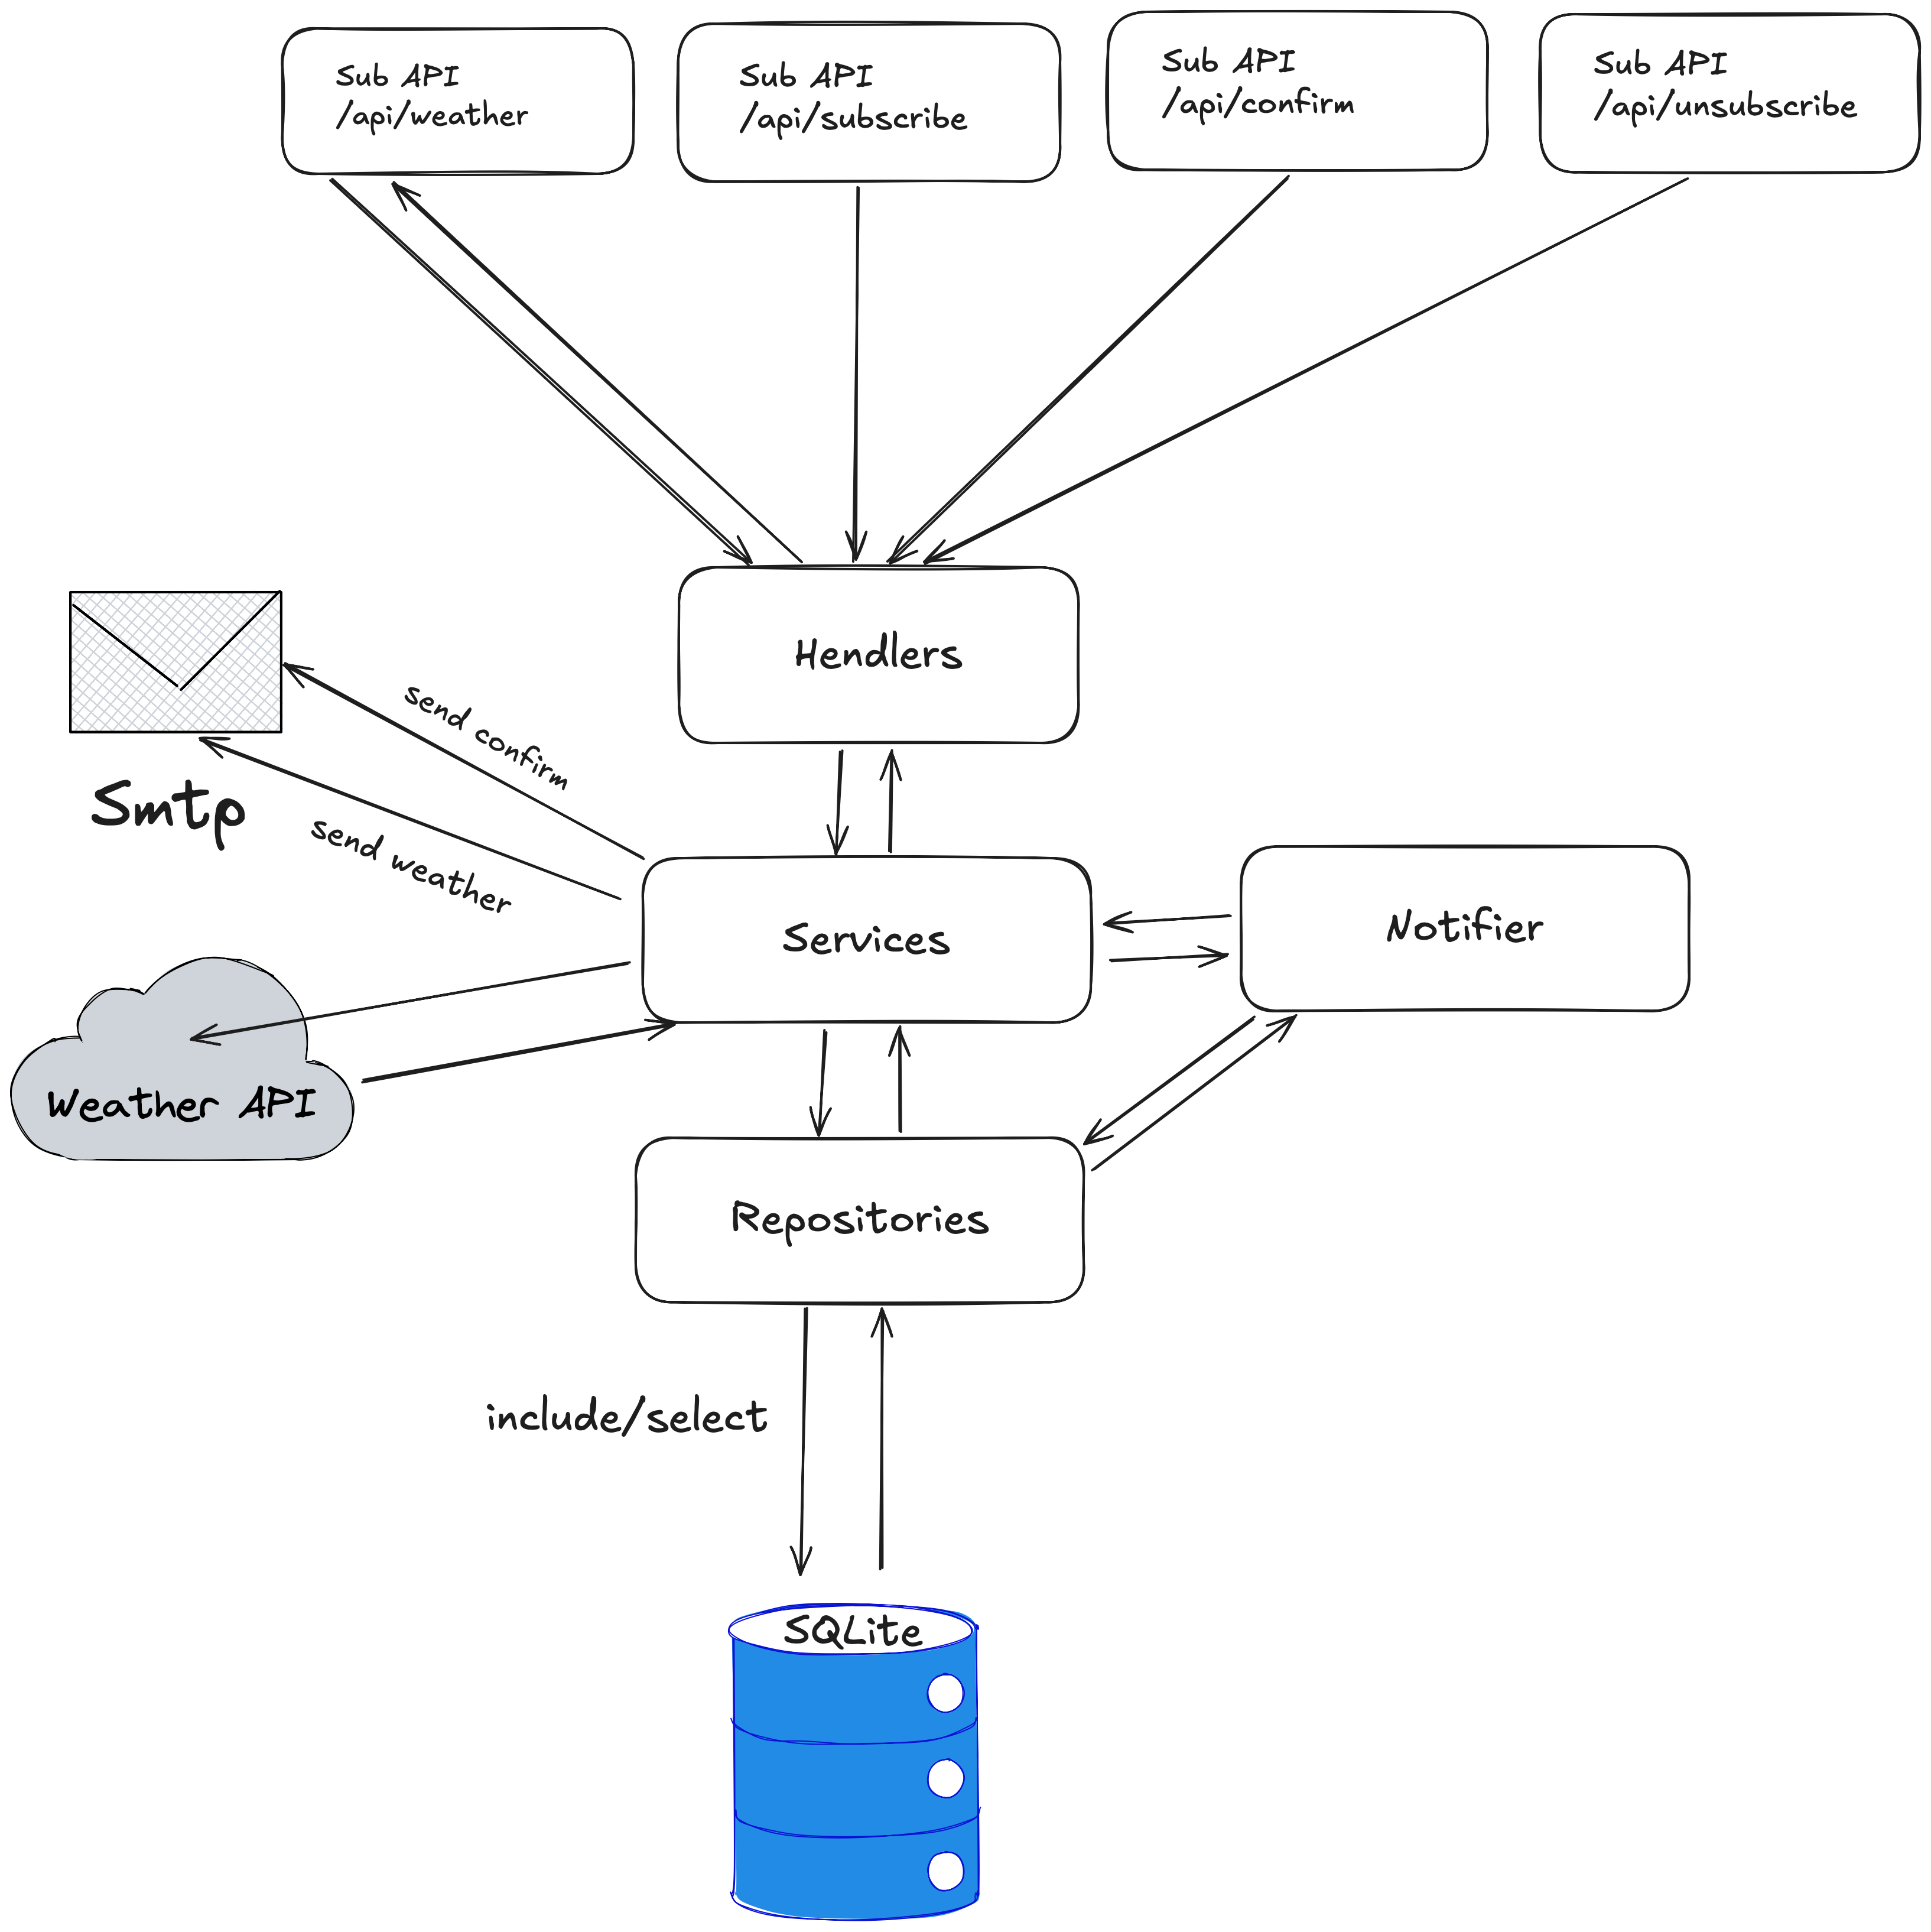 Sub API
/api/weather
Sub API
/api/subscribe
Sub API
/api/confirm
Sub API
/api/unsubscribe
Hendlers
send confirm
Smtp
send weather
Services
Notifier
Weather API
Repositories
include/select
SQLite